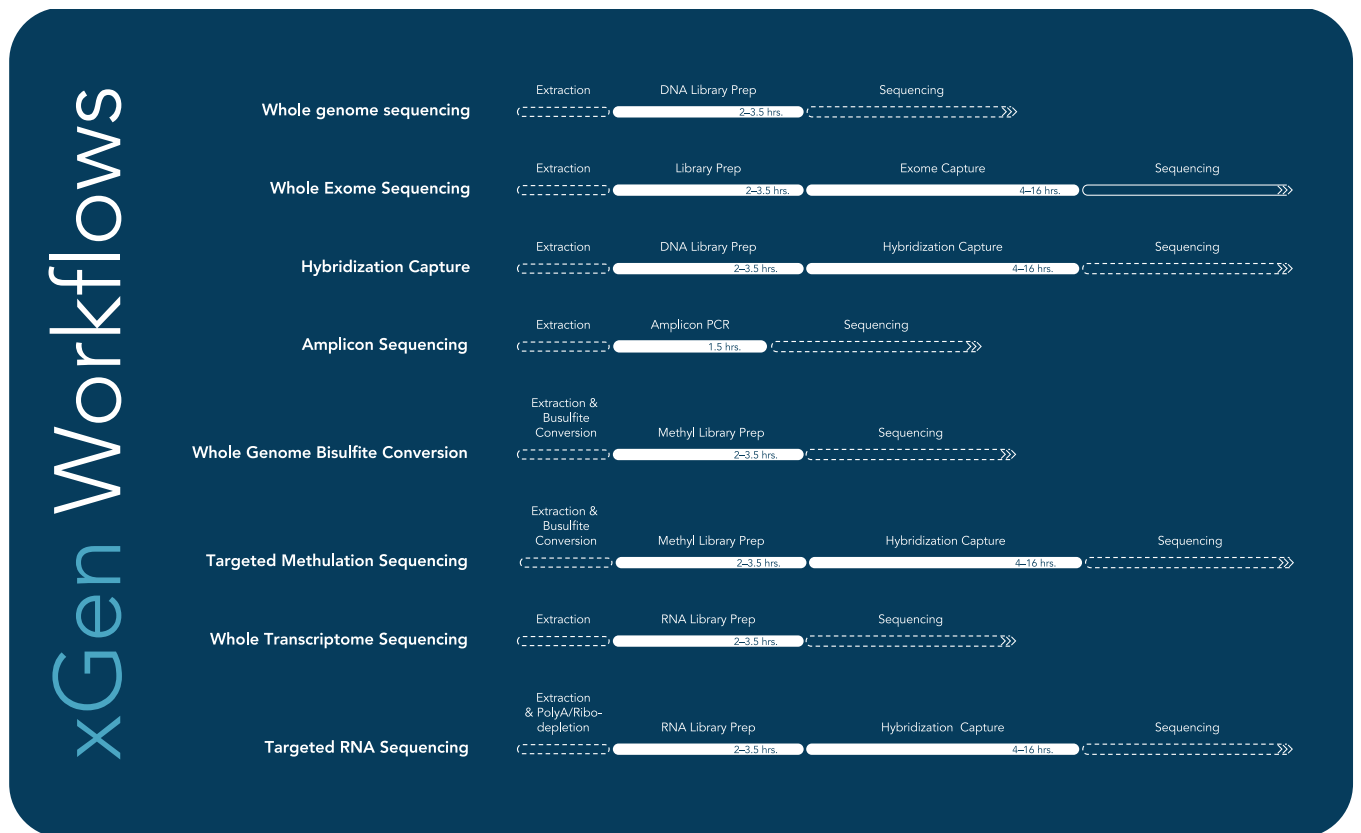 xGen Workflows
Extraction DNA Library Prep Sequencing
Whole genome sequencing 2–3.5 hrs.
Extraction Library Prep Exome Capture Sequencing
Whole Exome Sequencing 2–3.5 hrs. 4–16 hrs.
Extraction DNA Library Prep Hybridization Capture Sequencing
Hybridization Capture 2–3.5 hrs. 4–16 hrs.
Extraction Amplicon PCR Sequencing
Amplicon Sequencing 1.5 hrs.
Extraction &
Busulfite
Conversion Methyl Library Prep Sequencing
Whole Genome Bisulfite Conversion 2–3.5 hrs.
Extraction &
Busulfite
Conversion Methyl Library Prep Hybridization Capture Sequencing
Targeted Methulation Sequencing 2–3.5 hrs. 4–16 hrs.
Extraction RNA Library Prep Sequencing
Whole Transcriptome Sequencing 2–3.5 hrs.
Extraction
& PolyA/Ribo-
depletion RNA Library Prep Hybridization Capture Sequencing
Targeted RNA Sequencing 2–3.5 hrs. 4–16 hrs.